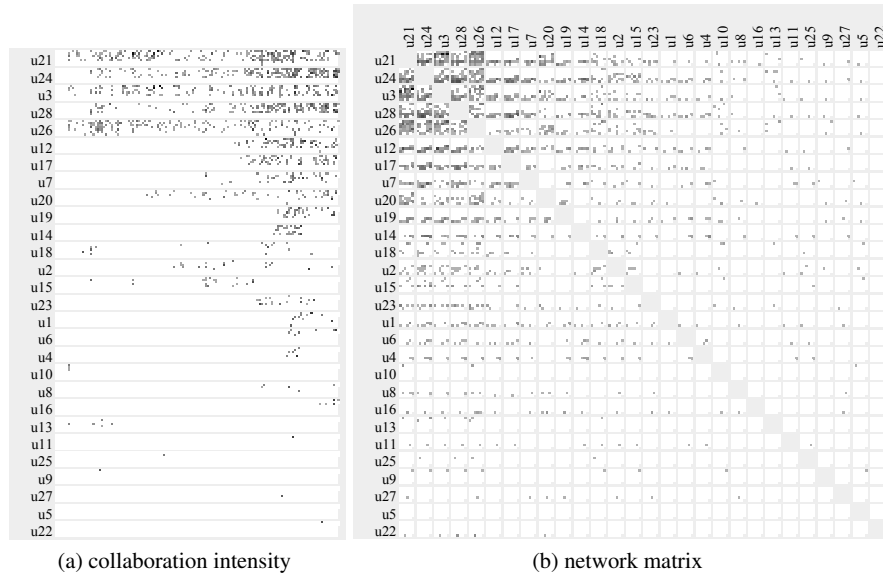 u21 u24 u3 u28 u26 u12 u17 u7 u20 u19 u14 u18 u2 u15 u23 u1 u6 u4 u10 u8 u16 u13 u11 u25 u9 u27 u5 u22
u21
u24
u3
u28
u26
u12
u17
u7
u20
u19
u14
u18
u2
u15
u23
u1
u6
u4
u10
u8
u16
u13
u11
u25
u9
u27
u5
u22
(a) collaboration intensity
u21
u24
u3
u28
u26
u12
u17
u7
u20
u19
u14
u18
u2
u15
u23
u1
u6
u4
u10
u8
u16
u13
u11
u25
u9
u27
u5
u22
(b) network matrix